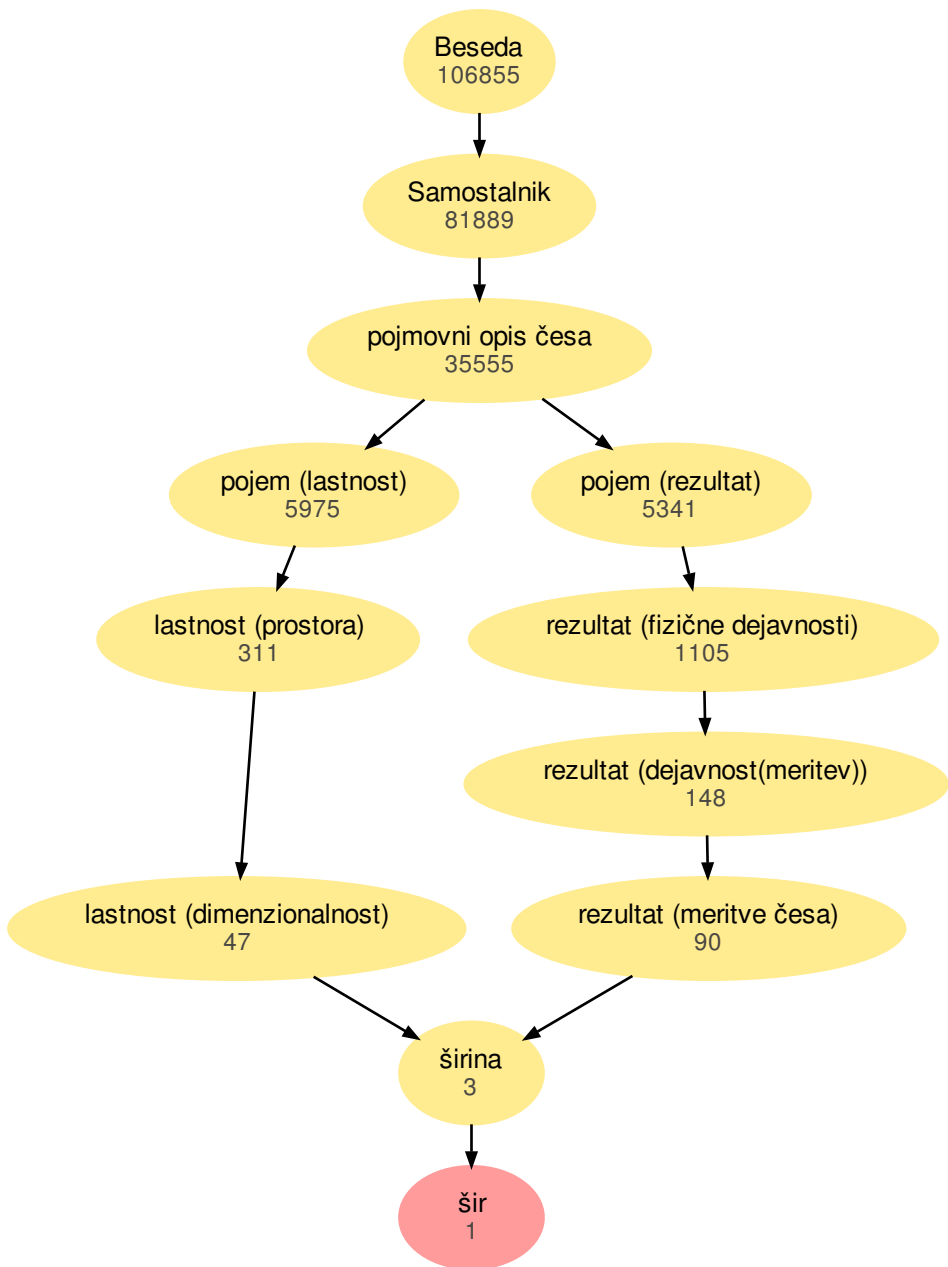 Beseda
106855
Samostalnik
81889
pojmovni opis česa
35555
pojem (lastnost)
5975
pojem (rezultat)
5341
lastnost (prostora)
311
rezultat (fizične dejavnosti)
1105
rezultat (dejavnost(meritev))
148
lastnost (dimenzionalnost)
47
rezultat (meritve česa)
90
širina
3
šir
1